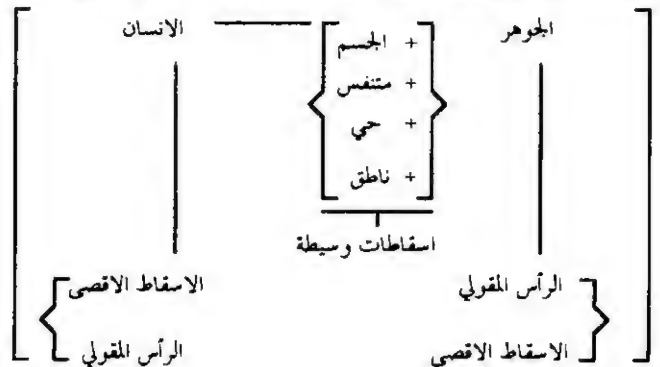 الجوهر
+ الجسم
+ متنفس
+ حي
+ ناطق
الانسان
اسقاطات وسيطة
الرأس المقولي
الاسقاط الاقصى
الاسقاط الاقصى
الرأس المقولي